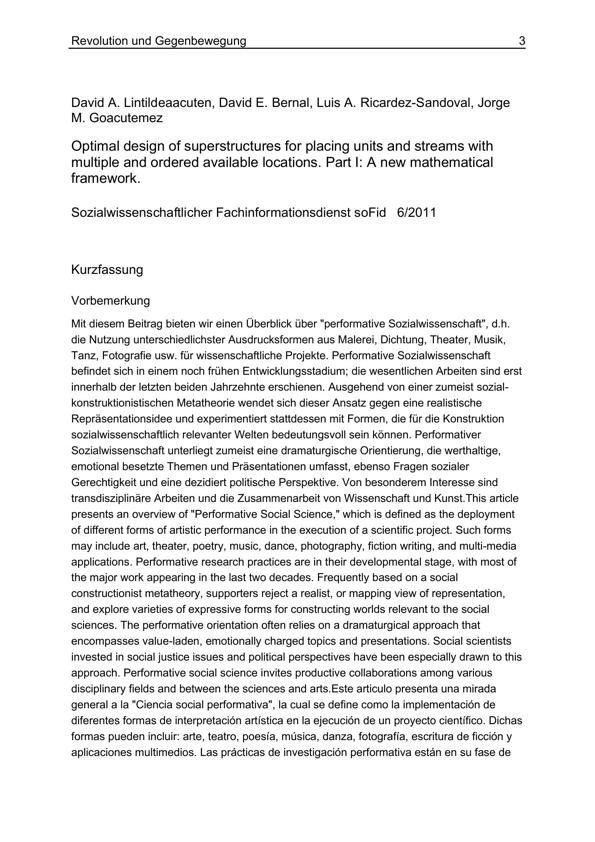 Revolution und Gegenbewegung 3
David A. Lintildeaacuten, David E. Bernal, Luis A. Ricardez-Sandoval, Jorge
M. Goacutemez
Optimal design of superstructures for placing units and streams with
multiple and ordered available locations. Part I: A new mathematical
framework.
Sozialwissenschaftlicher Fachinformationsdienst soFid 6/2011
Kurzfassung
Vorbemerkung
Mit diesem Beitrag bieten wir einen Überblick über "performative Sozialwissenschaft", d.h.
die Nutzung unterschiedlichster Ausdrucksformen aus Malerei, Dichtung, Theater, Musik,
Tanz, Fotografie usw. für wissenschaftliche Projekte. Performative Sozialwissenschaft
befindet sich in einem noch frühen Entwicklungsstadium; die wesentlichen Arbeiten sind erst
innerhalb der letzten beiden Jahrzehnte erschienen. Ausgehend von einer zumeist sozial-
konstruktionistischen Metatheorie wendet sich dieser Ansatz gegen eine realistische
Repräsentationsidee und experimentiert stattdessen mit Formen, die für die Konstruktion
sozialwissenschaftlich relevanter Welten bedeutungsvoll sein können. Performativer
Sozialwissenschaft unterliegt zumeist eine dramaturgische Orientierung, die werthaltige,
emotional besetzte Themen und Präsentationen umfasst, ebenso Fragen sozialer
Gerechtigkeit und eine dezidiert politische Perspektive. Von besonderem Interesse sind
transdisziplinäre Arbeiten und die Zusammenarbeit von Wissenschaft und Kunst.This article
presents an overview of "Performative Social Science," which is defined as the deployment
of different forms of artistic performance in the execution of a scientific project. Such forms
may include art, theater, poetry, music, dance, photography, fiction writing, and multi-media
applications. Performative research practices are in their developmental stage, with most of
the major work appearing in the last two decades. Frequently based on a social
constructionist metatheory, supporters reject a realist, or mapping view of representation,
and explore varieties of expressive forms for constructing worlds relevant to the social
sciences. The performative orientation often relies on a dramaturgical approach that
encompasses value-laden, emotionally charged topics and presentations. Social scientists
invested in social justice issues and political perspectives have been especially drawn to this
approach. Performative social science invites productive collaborations among various
disciplinary fields and between the sciences and arts.Este articulo presenta una mirada
general a la "Ciencia social performativa", la cual se define como la implementación de
diferentes formas de interpretación artística en la ejecución de un proyecto científico. Dichas
formas pueden incluir: arte, teatro, poesía, música, danza, fotografía, escritura de ficción y
aplicaciones multimedios. Las prácticas de investigación performativa están en su fase de